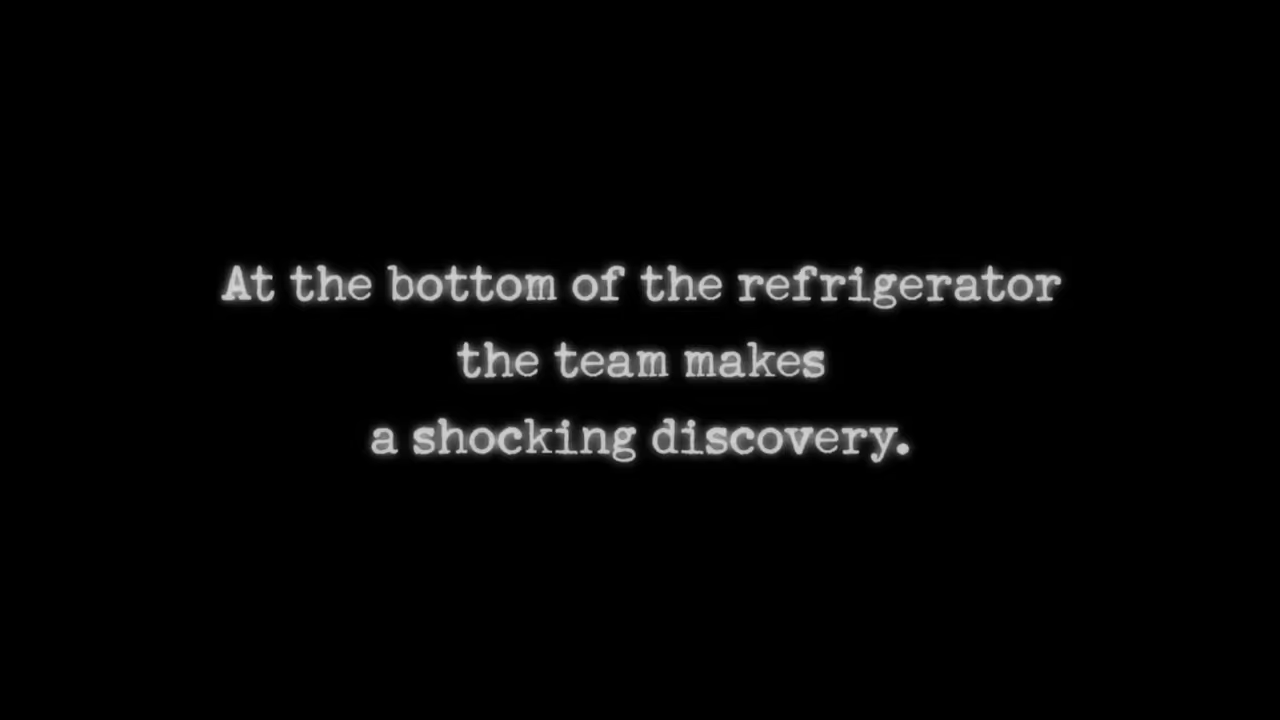 At the bottom of the refrigerator
the team makes
a shocking discovery.